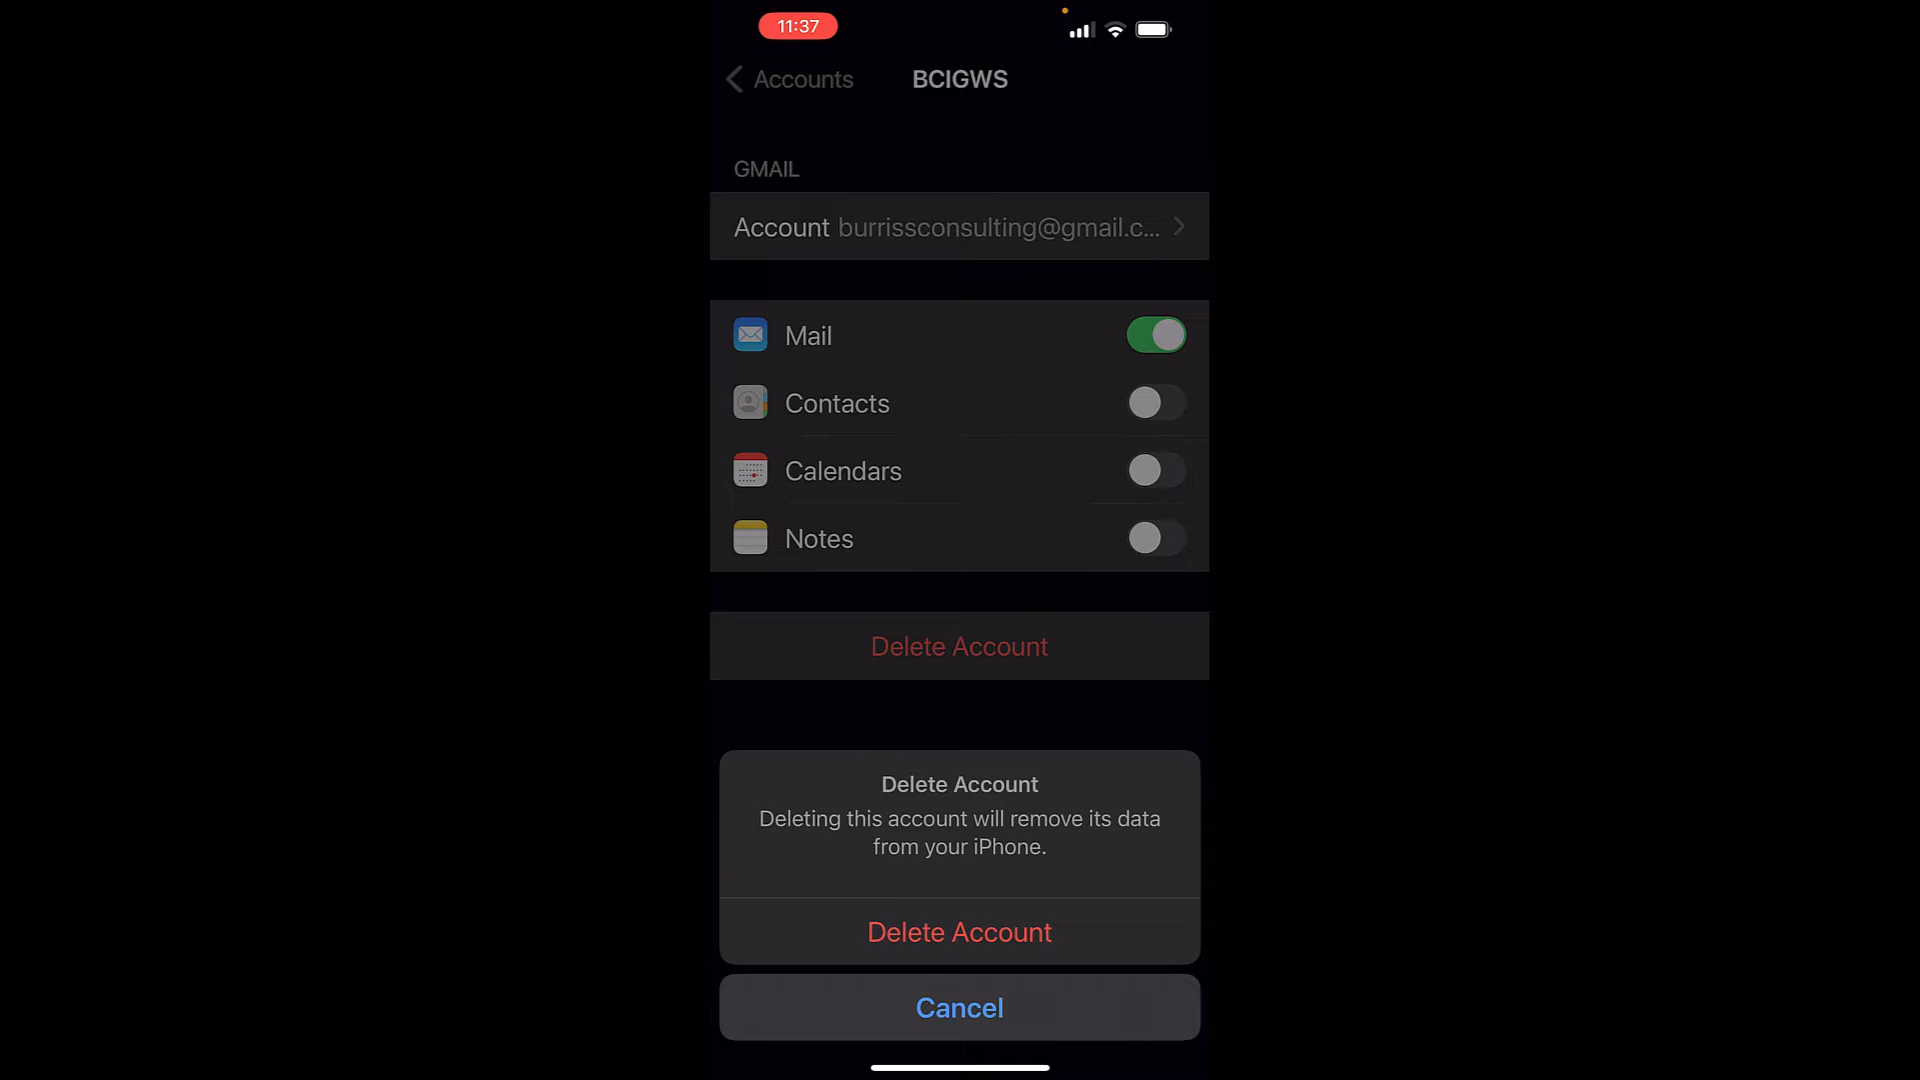 11:37
Accounts
BCIGWS
GMAIL
Account burrissconsulting@gmail.c...
Mail
Contacts
Calendars
Notes
Delete Account
Delete Account
Deleting this account will remove its data
from your iPhone.
Delete Account
Cancel